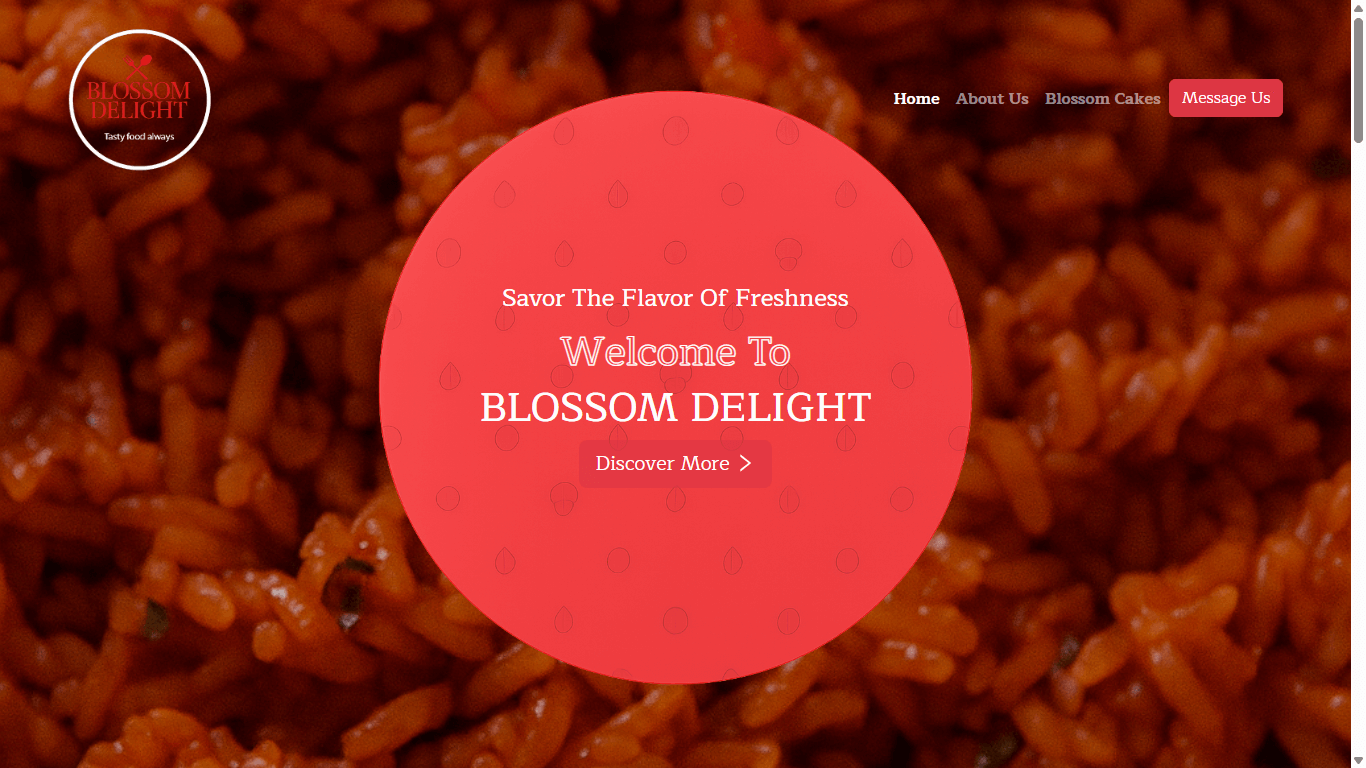 BLOSSOM
DELIGHT
Tasty food always
Home About Us Blossom Cakes Message Us
Savor The Flavor Of Freshness
Welcome To
BLOSSOM DELIGHT
Discover More